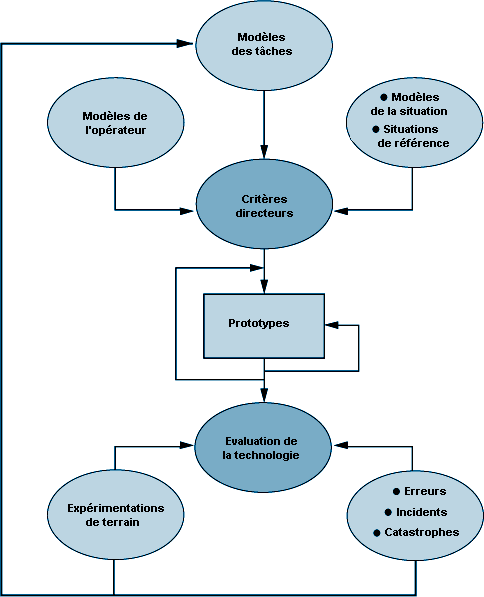 Modèles
des tâches
Modèles de
l'opérateur
● Modèles
de la situation
● Situations
de référence
Critères
directeurs
Prototypes
Evaluation de
la technologie
Expérimentations
de terrain
● Erreurs
● Incidents
● Catastrophes